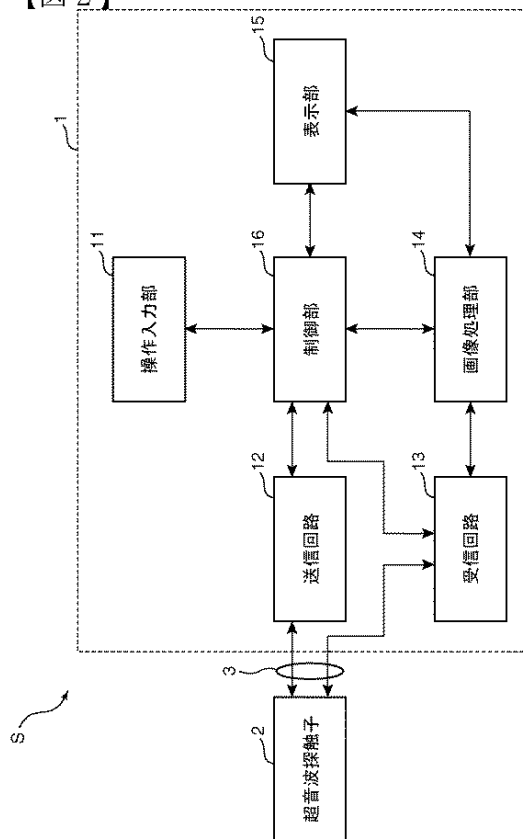 【図2】
S
1
2
超音波探触子
3
11
操作入力部
12
送信回路
16
制御部
15
表示部
13
受信回路
14
画像処理部